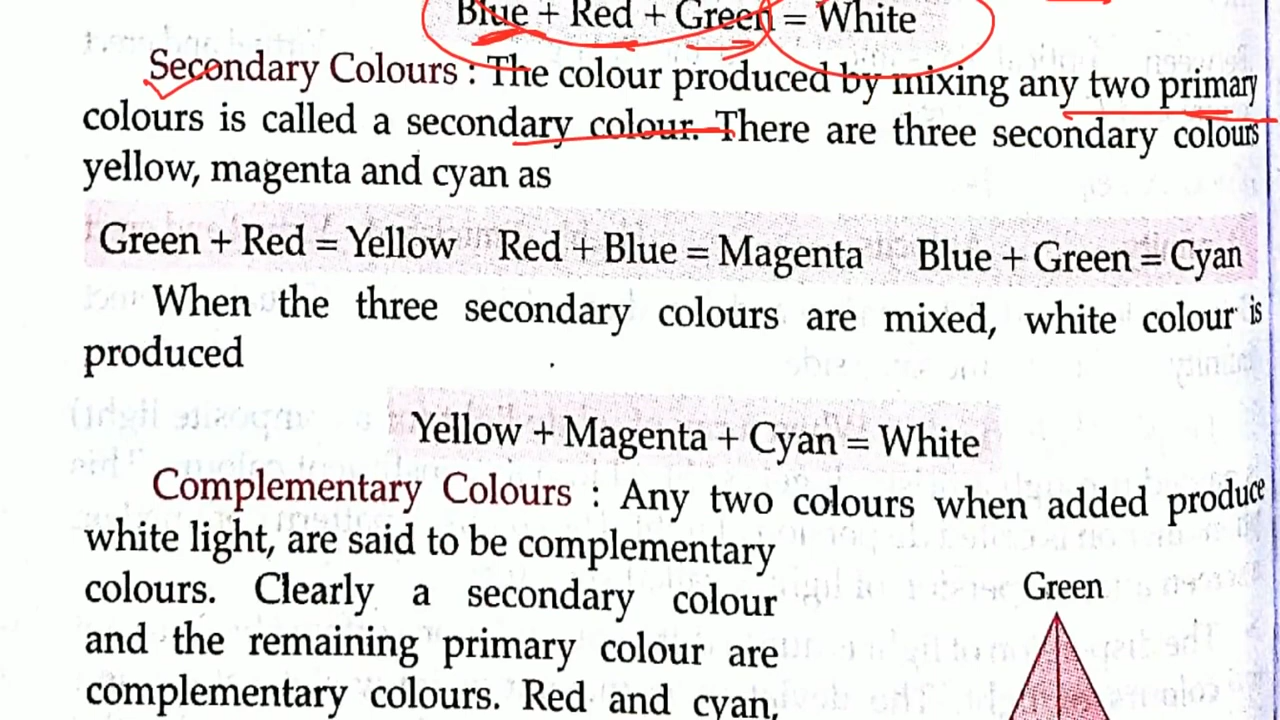 Blue + Red + Green = White
Secondary Colours : The colour produced by mixing any two primary
colours is called a secondary colour. There are three secondary colours
yellow, magenta and cyan as
Green + Red = Yellow Red + Blue = Magenta Blue + Green = Cyan
When the three secondary colours are mixed, white colour is
produced
Yellow + Magenta + Cyan = White
Complementary Colours : Any two colours when added produce
white light, are said to be complementary
colours. Clearly a secondary colour
and the remaining primary colour are
complementary colours. Red and cyan,
Green